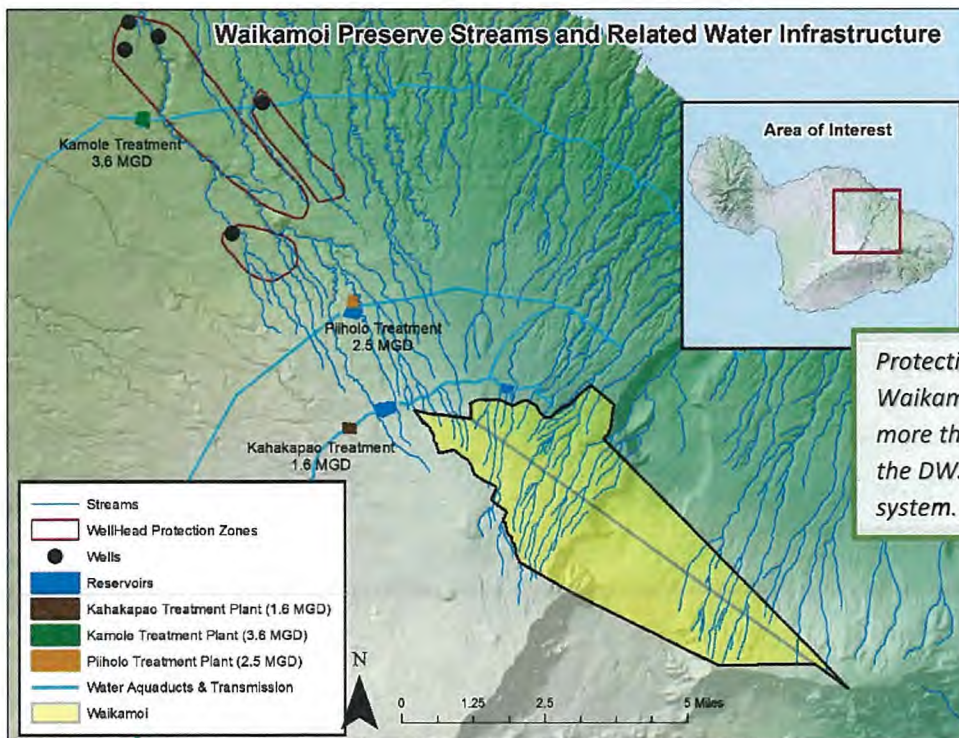 Waikamoi Preserve Streams and Related Water Infrastructure
Area of Interest
Kamole Treatment
3.6 MGD
Piiholo Treatment
2.5 MGD
Kahakapao Treatment
1.6 MGD
Protecti
Waikam
more th
the DW
system.
Streams
WellHead Protection Zones
Wells
Reservoirs
Kahakapao Treatment Plant (1.6 MGD)
Kamole Treatment Plant (3.6 MGD)
Piiholo Treatment Plant (2.5 MGD)
Water Aquaducts & Transmission
Waikamoi
N
0 1.25 2.5 5 Miles